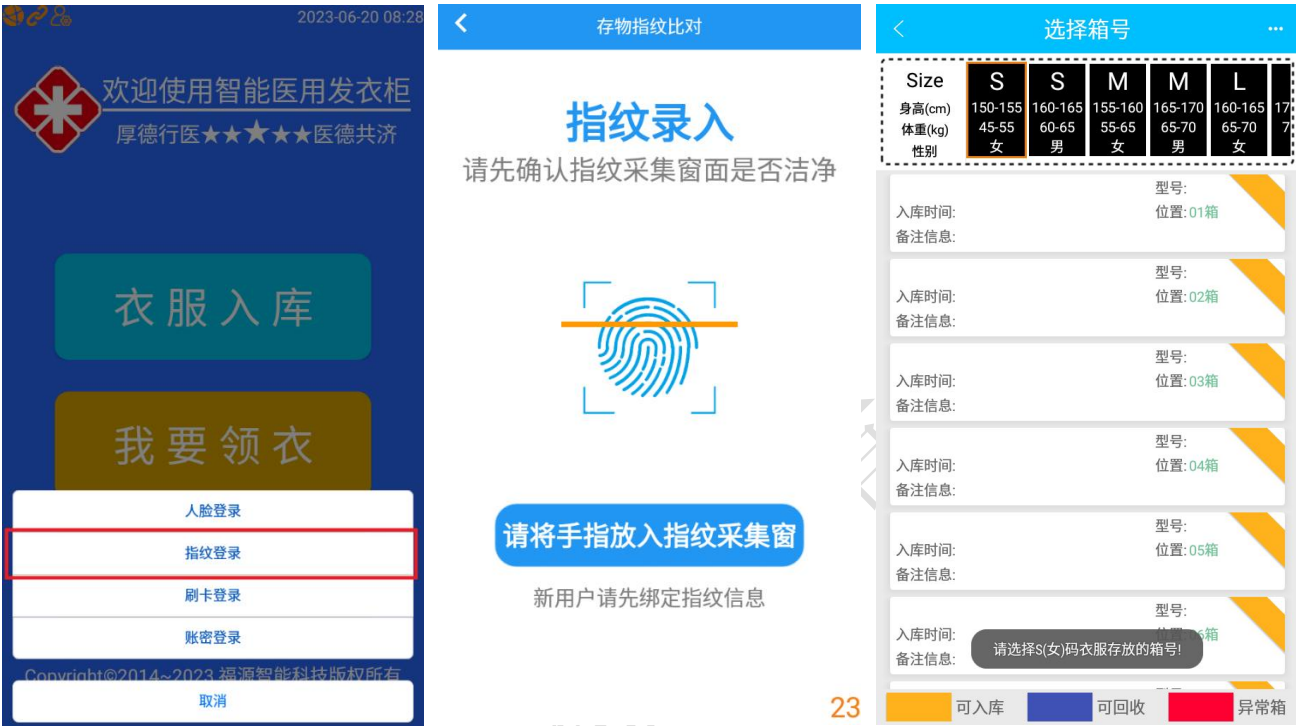 2023-06-20 08:28
欢迎使用智能医用发衣柜
厚德行医★★★★★医德共济
衣服入库
我要领衣
人脸登录
指纹登录
刷卡登录
账密登录
Copyright©2014~2023 福源智能科技版权所有
取消
存物指纹比对
指纹录入
请先确认指纹采集窗面是否洁净
请将手指放入指纹采集窗
新用户请先绑定指纹信息
23
选择箱号
Size S S M M L
身高(cm) 150-155 160-165 155-160 165-170 160-165 17
体重(kg) 45-55 60-65 55-65 65-70 65-70 7
性别 女 男 女 男 女
型号:
入库时间: 位置:01箱
备注信息:
型号:
入库时间: 位置:02箱
备注信息:
型号:
入库时间: 位置:03箱
备注信息:
型号:
入库时间: 位置:04箱
备注信息:
型号:
入库时间: 位置:05箱
备注信息:
型号:
入库时间: 位置:06箱
备注信息:
请选择S(女)码衣服存放的箱号!
可入库 可回收 异常箱